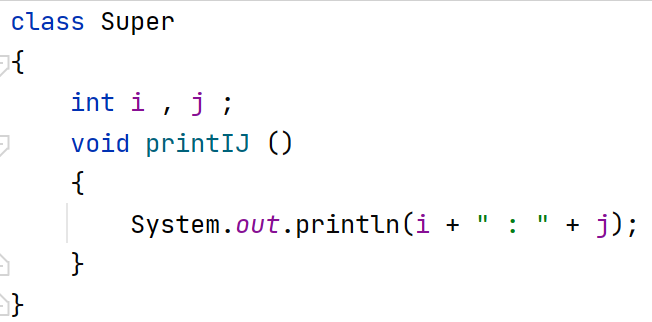 class Super
{
    int i , j ;
    void printIJ ()
    {
        System.out.println(i + " : " + j);
    }
}